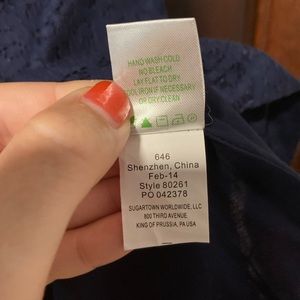 HAND WASH COLD
NO BLEACH
LAY FLAT TO DRY
COOL IRON IF NECESSARY
OR DRY CLEAN
646
Shenzhen, China
Feb-14
Style 80261
PO 042378
SUGARTOWN WORLDWIDE, LLC
800 THIRD AVENUE
KING OF PRUSSIA, PA USA